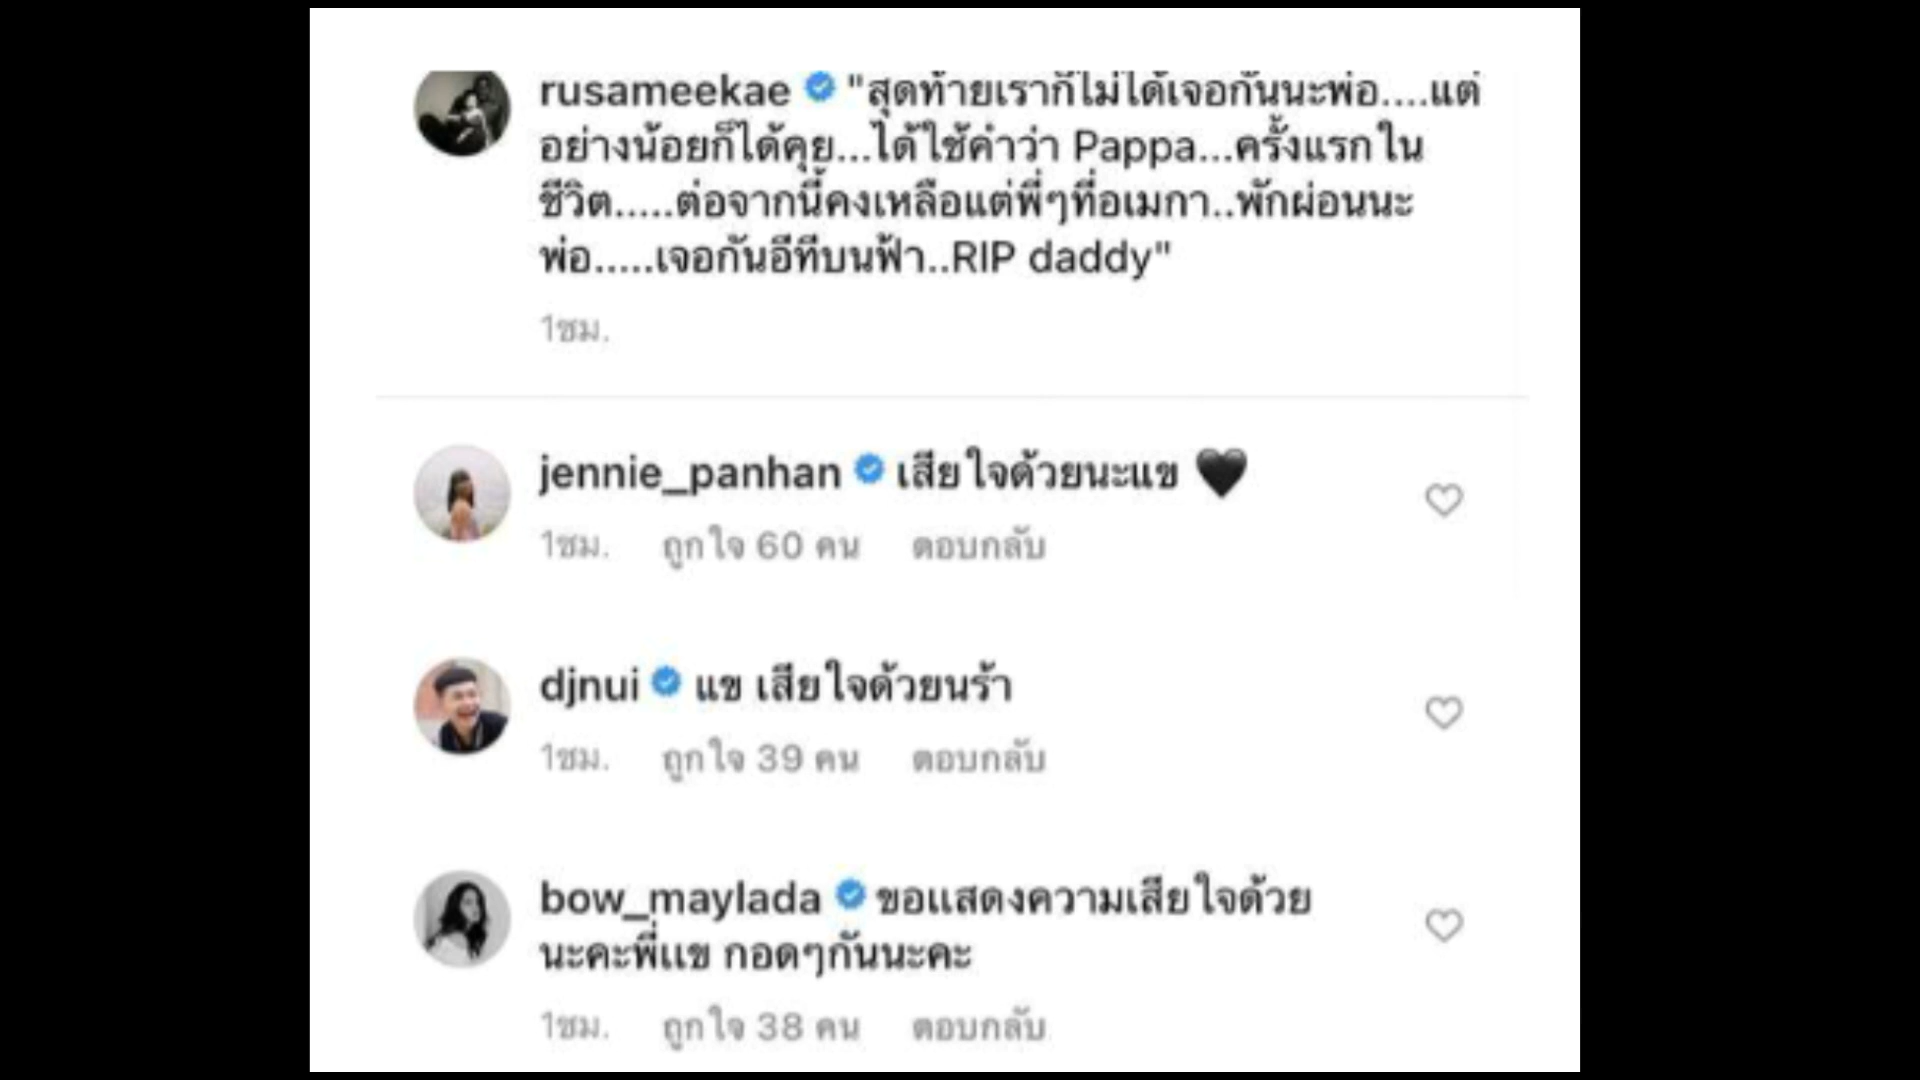 rusameekae "สุดท้ายเราก็ไม่ได้เจอกันนะพ่อ....แต่
อย่างน้อยก็ได้คุย...ได้ใช้คำว่า Pappa...ครั้งแรกใน
ชีวิต.....ต่อจากนี้คงเหลือแต่พี่ๆที่อเมกา..พักผ่อนนะ
พ่อ.....เจอกันอีทีบนฟ้า..RIP daddy"
1ชม.
jennie_panhan เสียใจด้วยนะแข 🖤
1ชม. ถูกใจ 60 คน ตอบกลับ
djnui แข เสียใจด้วยนร้า
1ชม. ถูกใจ 39 คน ตอบกลับ
bow_maylada ขอแสดงความเสียใจด้วย
นะคะพี่แข กอดๆกันนะคะ
1ชม. ถูกใจ 38 คน ตอบกลับ